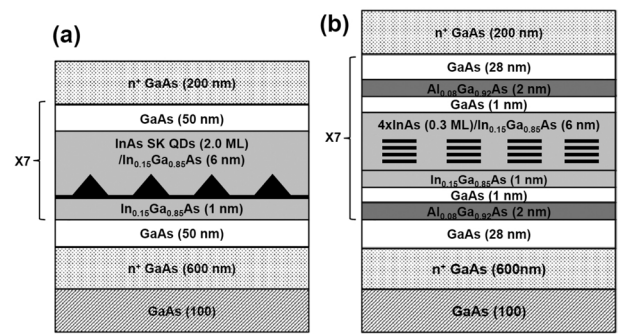 (a)
n⁺ GaAs (200 nm)
GaAs (50 nm)
X7
InAs SK QDs (2.0 ML)
/In₀.₁₅Ga₀.₈₅As (6 nm)
In₀.₁₅Ga₀.₈₅As (1 nm)
GaAs (50 nm)
n⁺ GaAs (600 nm)
GaAs (100)
(b)
n⁺ GaAs (200 nm)
GaAs (28 nm)
Al₀.₀₈Ga₀.₉₂As (2 nm)
GaAs (1 nm)
X7
4xInAs (0.3 ML)/In₀.₁₅Ga₀.₈₅As (6 nm)
In₀.₁₅Ga₀.₈₅As (1 nm)
GaAs (1 nm)
Al₀.₀₈Ga₀.₉₂As (2 nm)
GaAs (28 nm)
n⁺ GaAs (600nm)
GaAs (100)